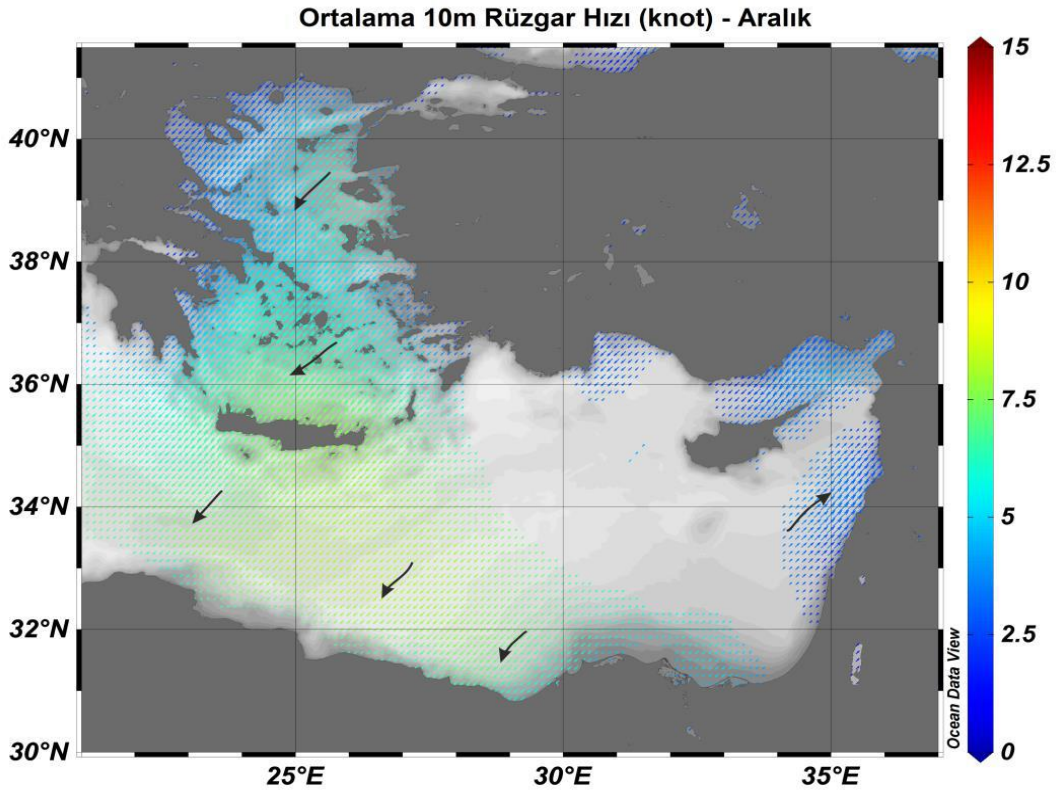 Ortalama 10m Rüzgar Hızı (knot) - Aralık
40°N
38°N
36°N
34°N
32°N
30°N
25°E
30°E
35°E
Ocean Data View
15
12.5
10
7.5
5
2.5
0